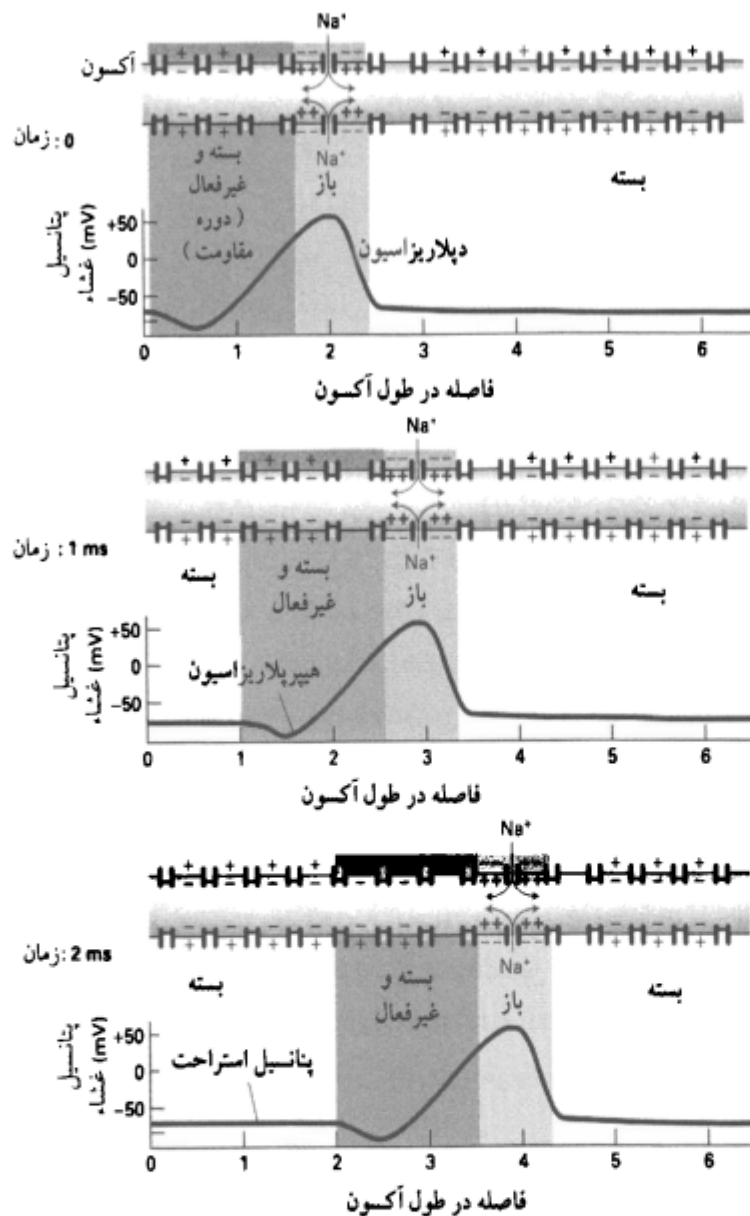 Na⁺
آکسون
زمان : 0
Na⁺
بسته و
غیرفعال
( دوره
مقاومت )
باز
بسته
پتانسیل
غشاء (mV)
+50
0
−50
دپلاریزاسیون
0 1 2 3 4 5 6
فاصله در طول آکسون
Na⁺
زمان : 1 ms
Na⁺
بسته
بسته و
غیرفعال
باز
بسته
پتانسیل
غشاء (mV)
+50
0
−50
هیپرپلاریزاسیون
0 1 2 3 4 5 6
فاصله در طول آکسون
Na⁺
زمان : 2 ms
Na⁺
بسته
بسته و
غیرفعال
باز
بسته
پتانسیل
غشاء (mV)
+50
0
−50
پتانسیل استراحت
0 1 2 3 4 5 6
فاصله در طول آکسون